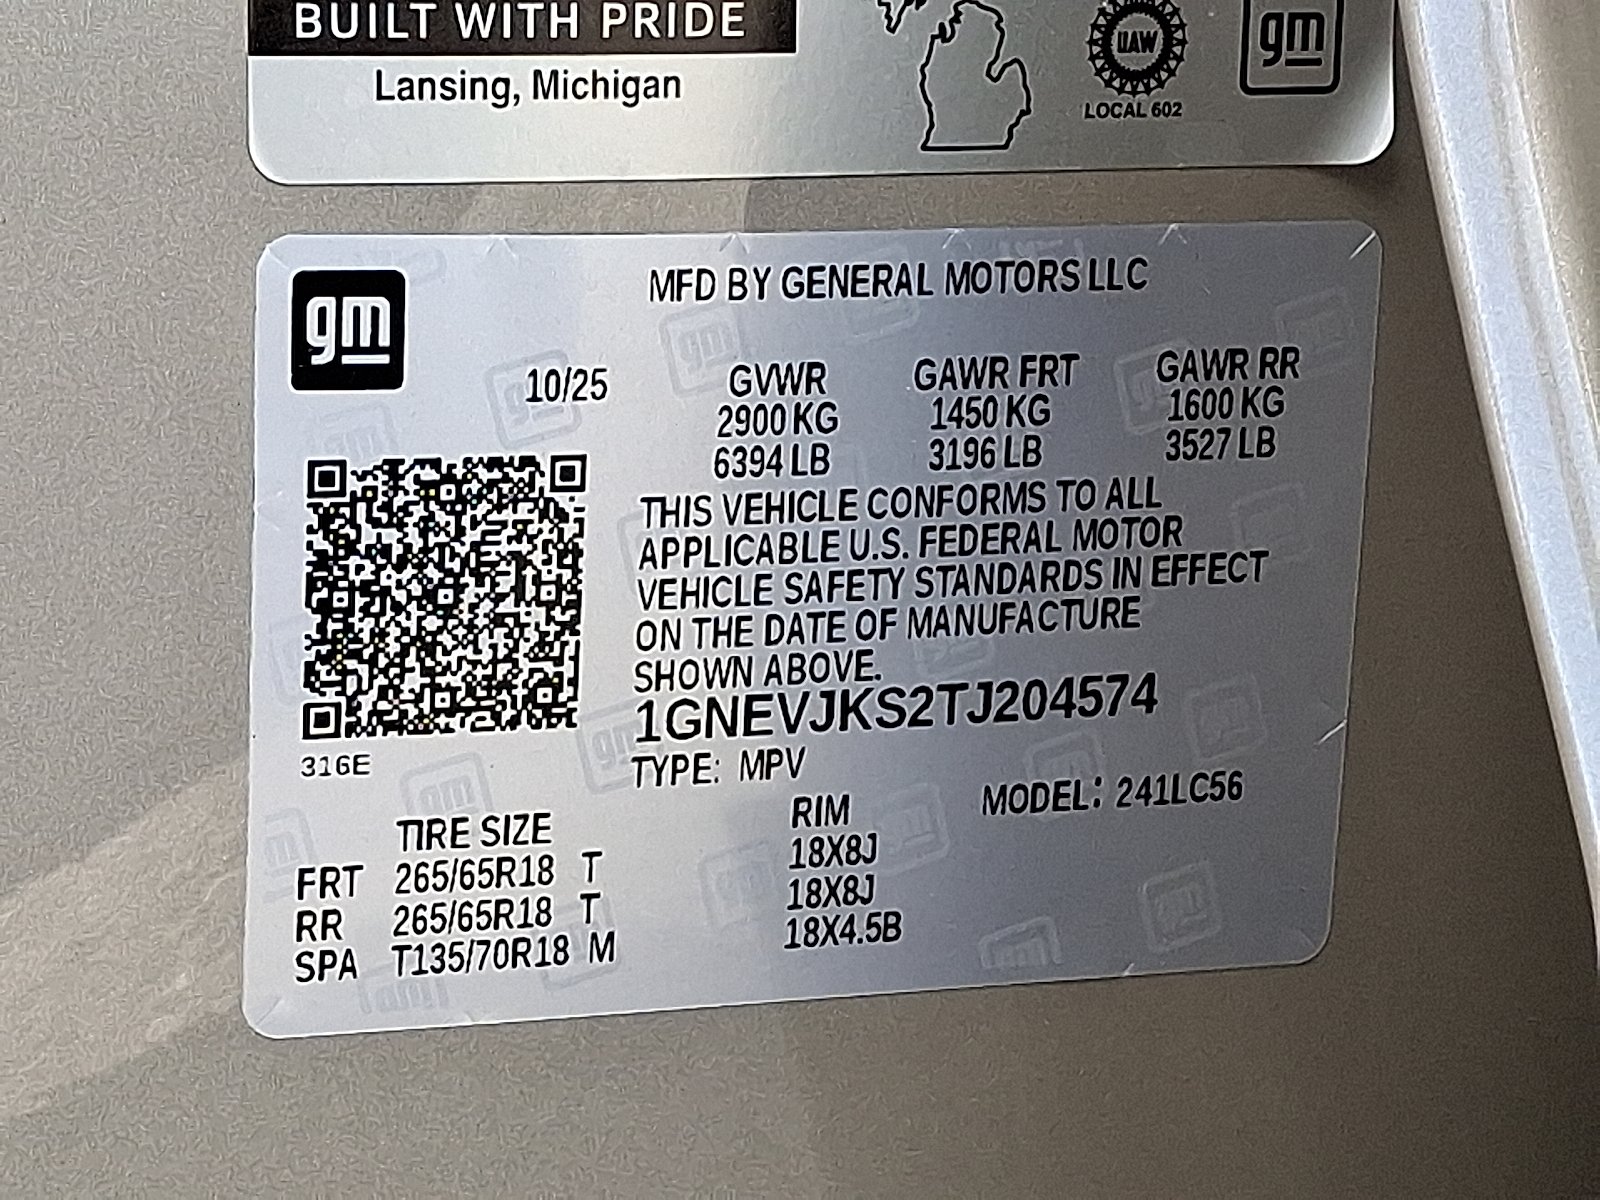 BUILT WITH PRIDE
Lansing, Michigan
UAW
LOCAL 602
gm
gm
MFD BY GENERAL MOTORS LLC
10/25
GVWR GAWR FRT GAWR RR
2900 KG 1450 KG 1600 KG
6394 LB 3196 LB 3527 LB
THIS VEHICLE CONFORMS TO ALL
APPLICABLE U.S. FEDERAL MOTOR
VEHICLE SAFETY STANDARDS IN EFFECT
ON THE DATE OF MANUFACTURE
SHOWN ABOVE.
1GNEVJKS2TJ204574
316E
TYPE: MPV
MODEL: 241LC56
TIRE SIZE RIM
FRT 265/65R18 T 18X8J
RR 265/65R18 T 18X8J
SPA T135/70R18 M 18X4.5B